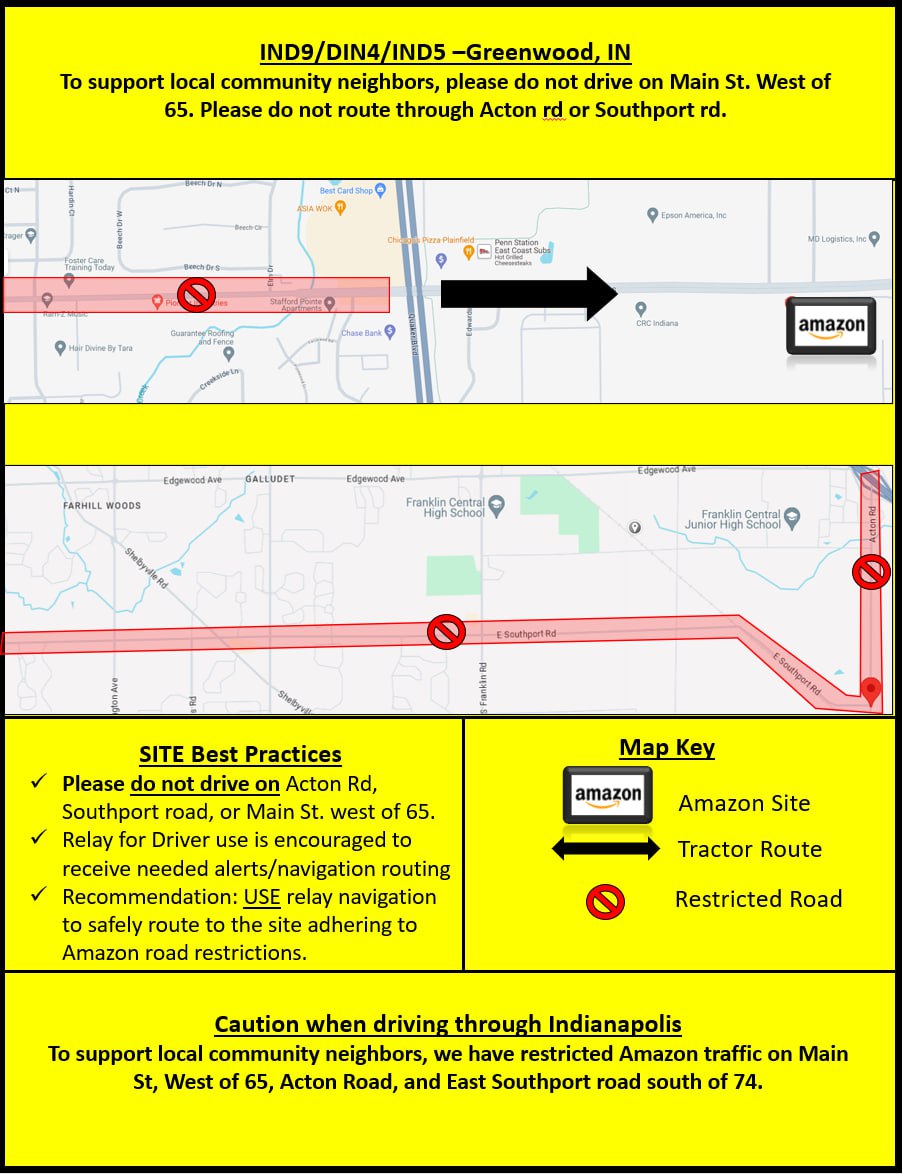 IND9/DIN4/IND5 –Greenwood, IN
To support local community neighbors, please do not drive on Main St. West of
65. Please do not route through Acton rd or Southport rd.
Ct N
Hardin Ct
Beech Dr N
Best Card Shop
ASIA WOK
Beech Dr W
Beech Cir
Epson America, Inc
MD Logistics, Inc
Chicago's Pizza Plainfield
Penn Station
East Coast Subs
Hot Grilled
Cheesesteaks
Foster Care
Training Today
Beech Dr S
Stafford Pointe
Apartments
CRC Indiana
amazon
Guarantee Roofing
and Fence
Chase Bank
Quaker Blvd
Edwards
Hair Divine By Tara
Creekside Ln
Creek
Edgewood Ave
GALLUDET
Edgewood Ave
Edgewood Ave
FARHILL WOODS
Franklin Central
High School
Franklin Central
Junior High School
Acton Rd
Shelbyville Rd
E Southport Rd
E Southport Rd
S Franklin Rd
gton Ave
s Rd
Shelbyvill
SITE Best Practices
✓ Please do not drive on Acton Rd,
Southport road, or Main St. west of 65.
✓ Relay for Driver use is encouraged to
receive needed alerts/navigation routing
✓ Recommendation: USE relay navigation
to safely route to the site adhering to
Amazon road restrictions.
Map Key
amazon
Amazon Site
Tractor Route
Restricted Road
Caution when driving through Indianapolis
To support local community neighbors, we have restricted Amazon traffic on Main
St, West of 65, Acton Road, and East Southport road south of 74.